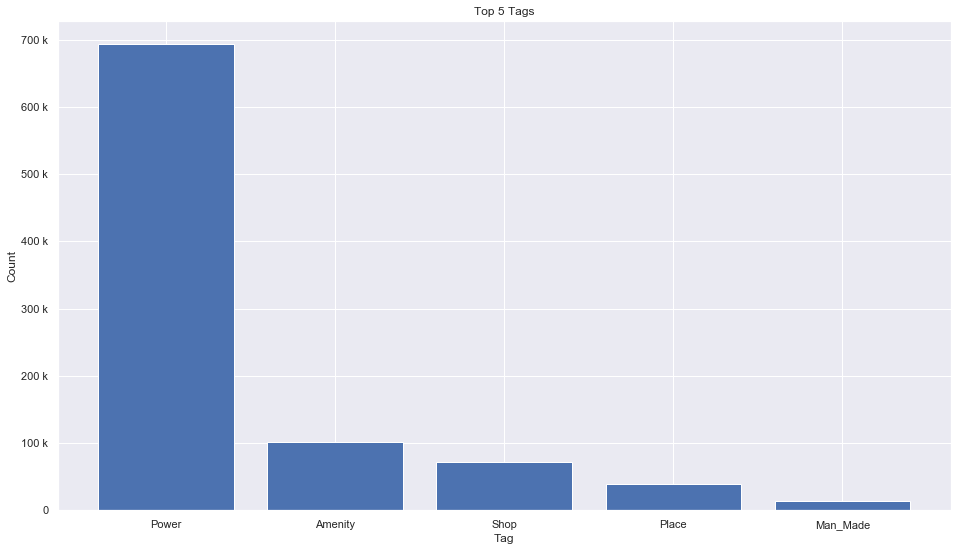 Top 5 Tags
700 k
600 k
500 k
400 k
300 k
200 k
100 k
0
Count
Power Amenity Shop Place Man_Made
Tag